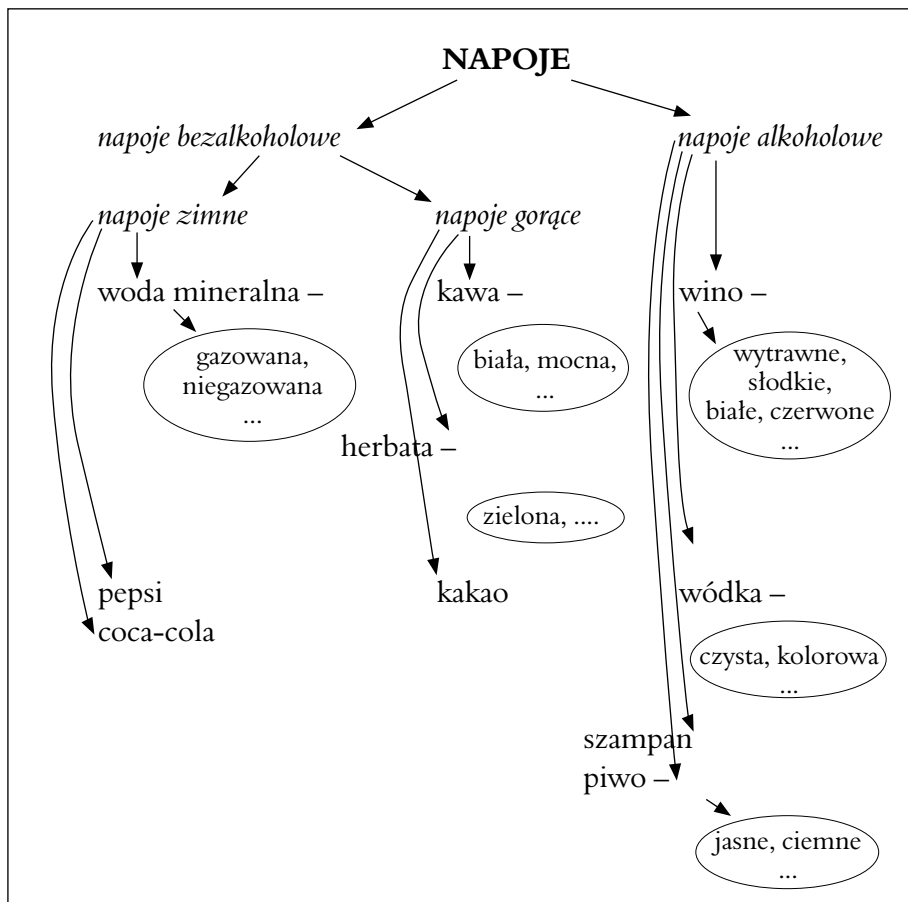 NAPOJE
napoje bezalkoholowe
napoje alkoholowe
napoje zimne
napoje gorące
woda mineralna –
gazowana,
niegazowana
...
pepsi
coca-cola
kawa –
biała, mocna,
...
herbata –
zielona, ....
kakao
wino –
wytrawne,
słodkie,
białe, czerwone
...
wódka –
czysta, kolorowa
...
szampan
piwo –
jasne, ciemne
...